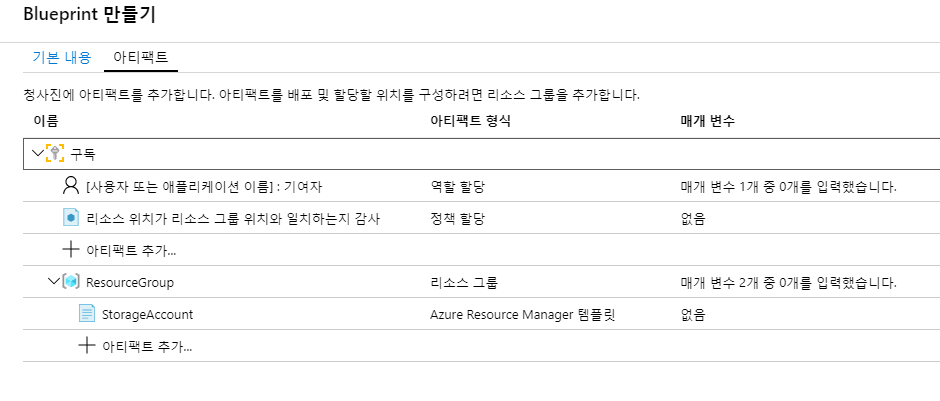 Blueprint 만들기
기본 내용 아티팩트
청사진에 아티팩트를 추가합니다. 아티팩트를 배포 및 할당할 위치를 구성하려면 리소스 그룹을 추가합니다.
이름 아티팩트 형식 매개 변수
구독
[사용자 또는 애플리케이션 이름] : 기여자 역할 할당 매개 변수 1개 중 0개를 입력했습니다.
리소스 위치가 리소스 그룹 위치와 일치하는지 감사 정책 할당 없음
아티팩트 추가...
ResourceGroup 리소스 그룹 매개 변수 2개 중 0개를 입력했습니다.
StorageAccount Azure Resource Manager 템플릿 없음
아티팩트 추가...